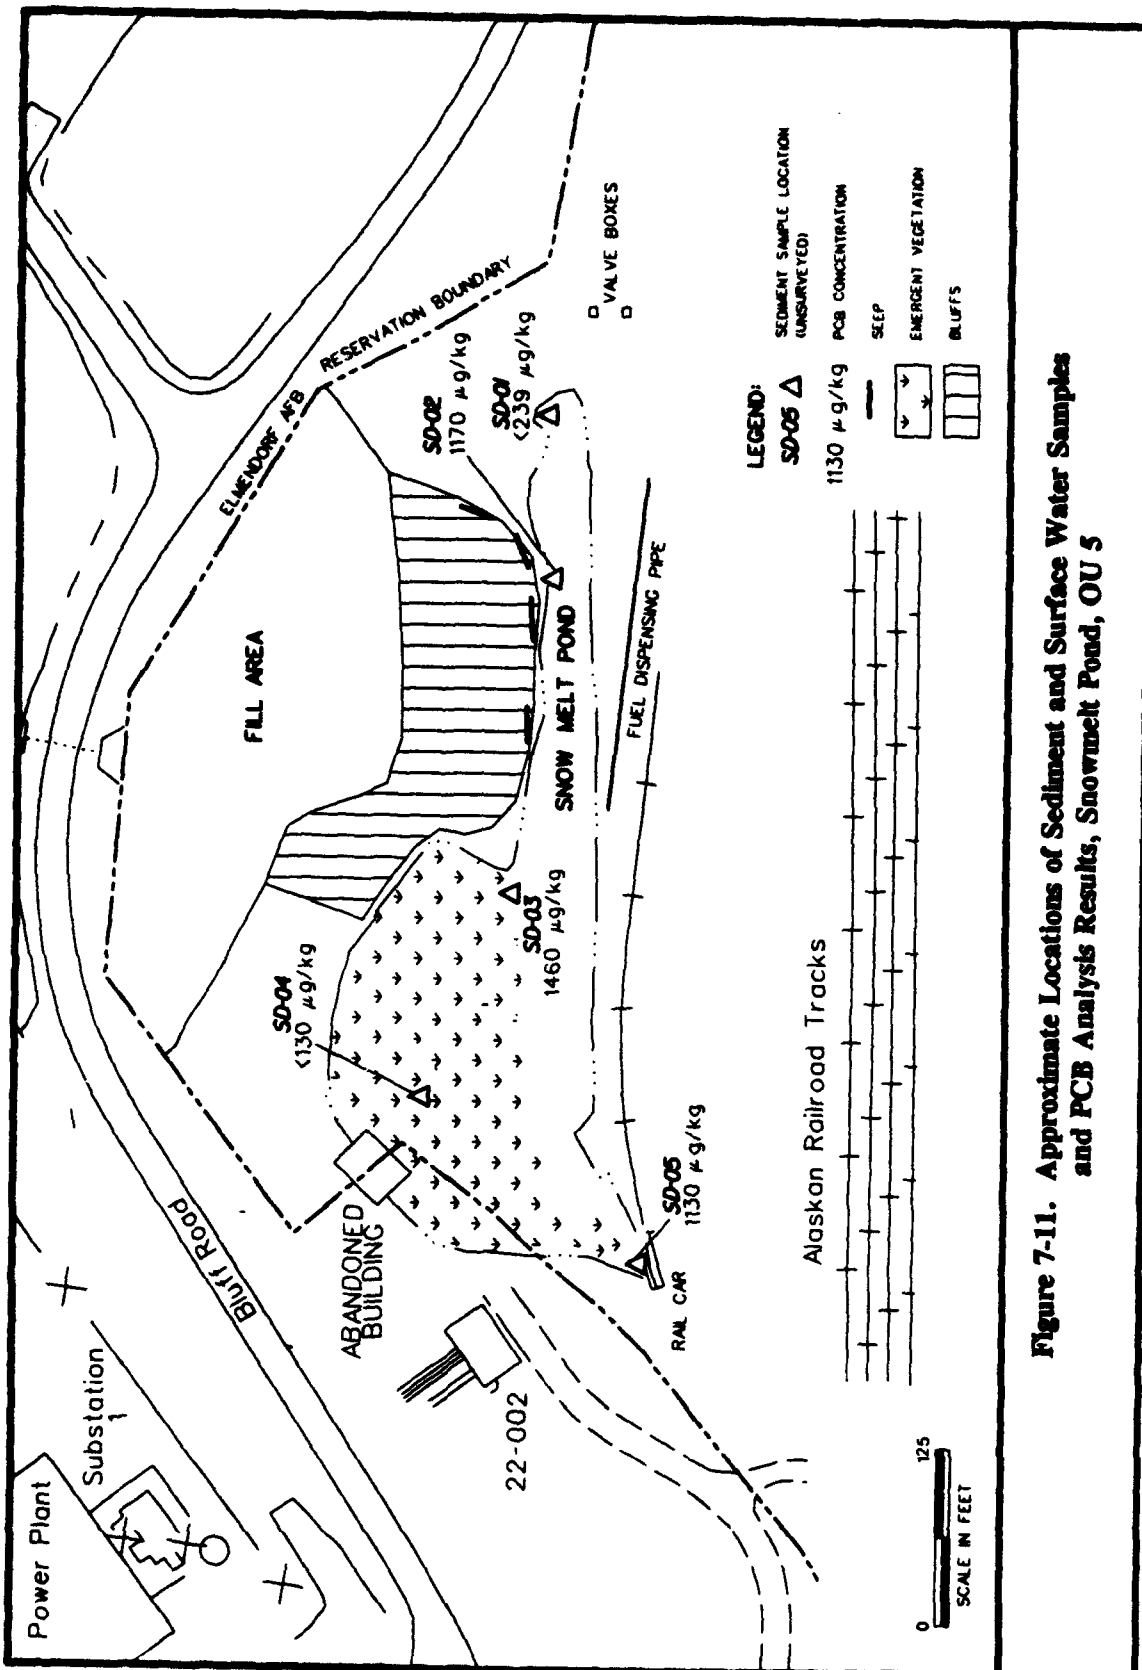 Power Plant
Substation
1
Bluff Road
ABANDONED
BUILDING
22-002
FILL AREA
ELMENDORF AFB RESERVATION BOUNDARY
SD-04
<130 µg/kg
SD-03
1460 µg/kg
SD-02
1170 µg/kg
SD-01
<239 µg/kg
SNOW MELT POND
VALVE BOXES
FUEL DISPENSING PIPE
SD-05
1130 µg/kg
RAIL CAR
Alaskan Railroad Tracks
LEGEND:
SD-05 SEDIMENT SAMPLE LOCATION
(UNSURVEYED)
1130 µg/kg PCB CONCENTRATION
SEEP
EMERGENT VEGETATION
BLUFFS
0 125
SCALE IN FEET
Figure 7-11. Approximate Locations of Sediment and Surface Water Samples
and PCB Analysis Results, Snowmelt Pond, OU 5